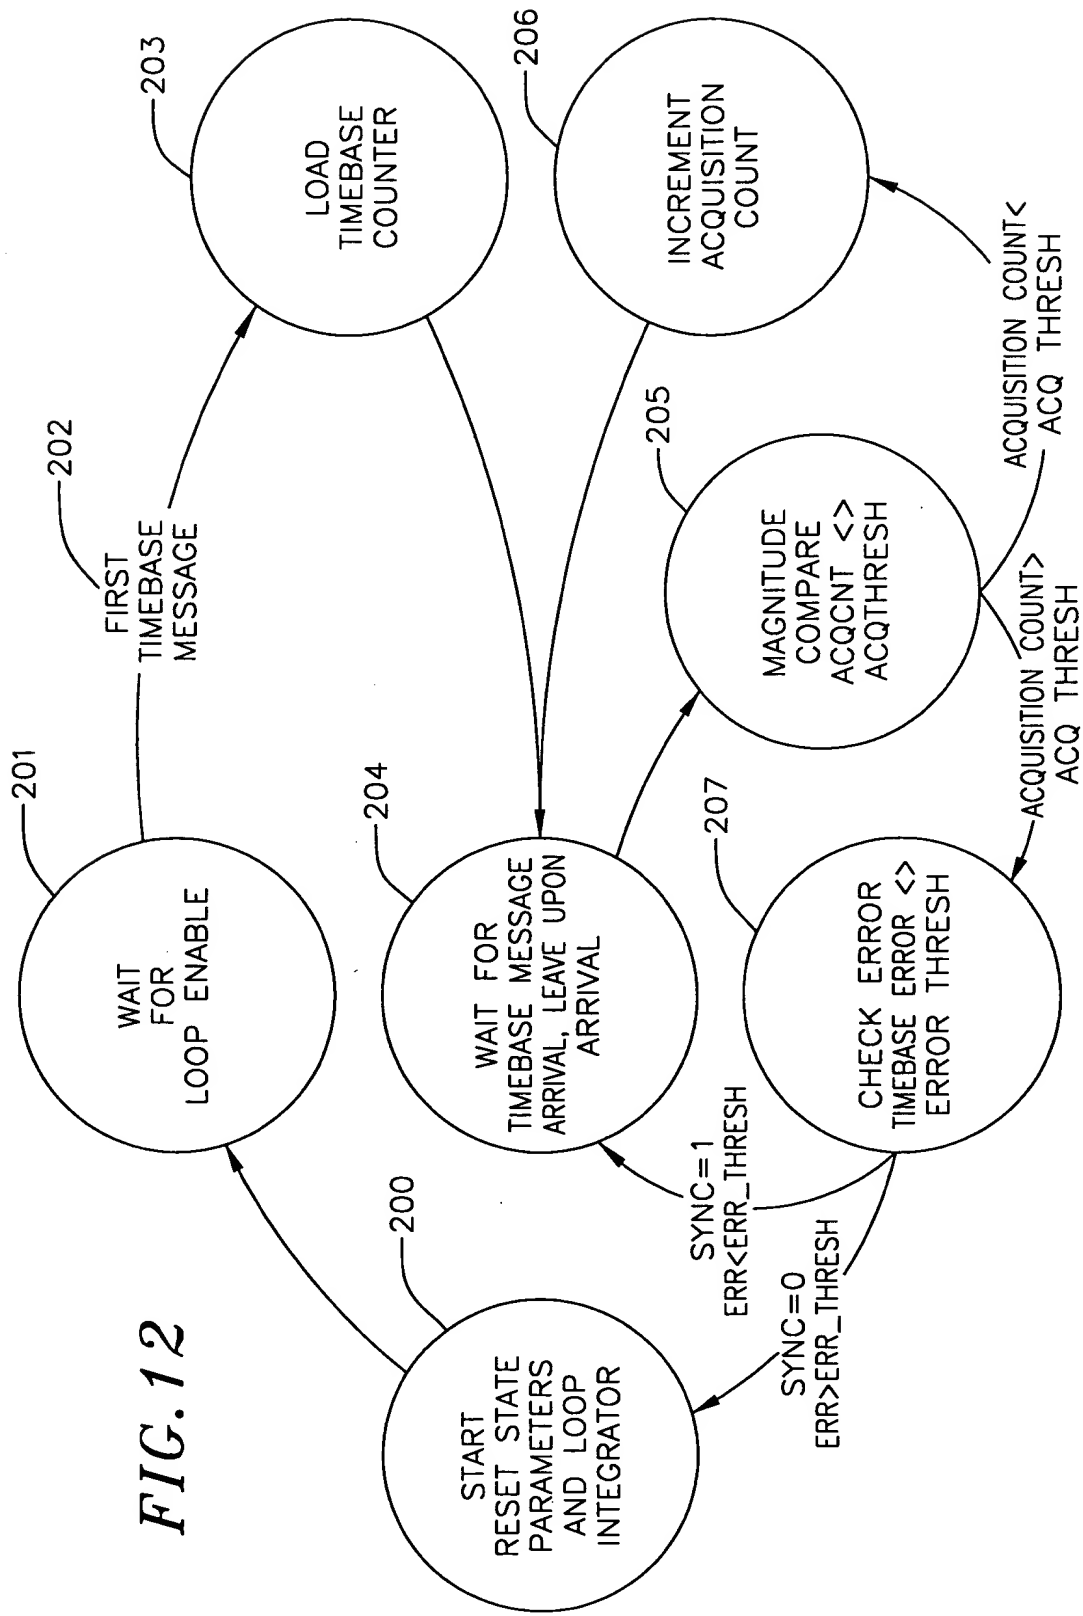 FIG.12
START
RESET STATE
PARAMETERS
AND LOOP
INTEGRATOR
200
WAIT
FOR
LOOP ENABLE
201
FIRST
TIMEBASE
MESSAGE
202
LOAD
TIMEBASE
COUNTER
203
WAIT FOR
TIMEBASE MESSAGE
ARRIVAL, LEAVE UPON
ARRIVAL
204
MAGNITUDE
COMPARE
ACQCNT <>
ACQTHRESH
205
INCREMENT
ACQUISITION
COUNT
206
ACQUISITION COUNT<
ACQ THRESH
ACQUISITION COUNT>
ACQ THRESH
CHECK ERROR
TIMEBASE ERROR <>
ERROR THRESH
207
SYNC=1
ERR<ERR_THRESH
SYNC=0
ERR>ERR_THRESH